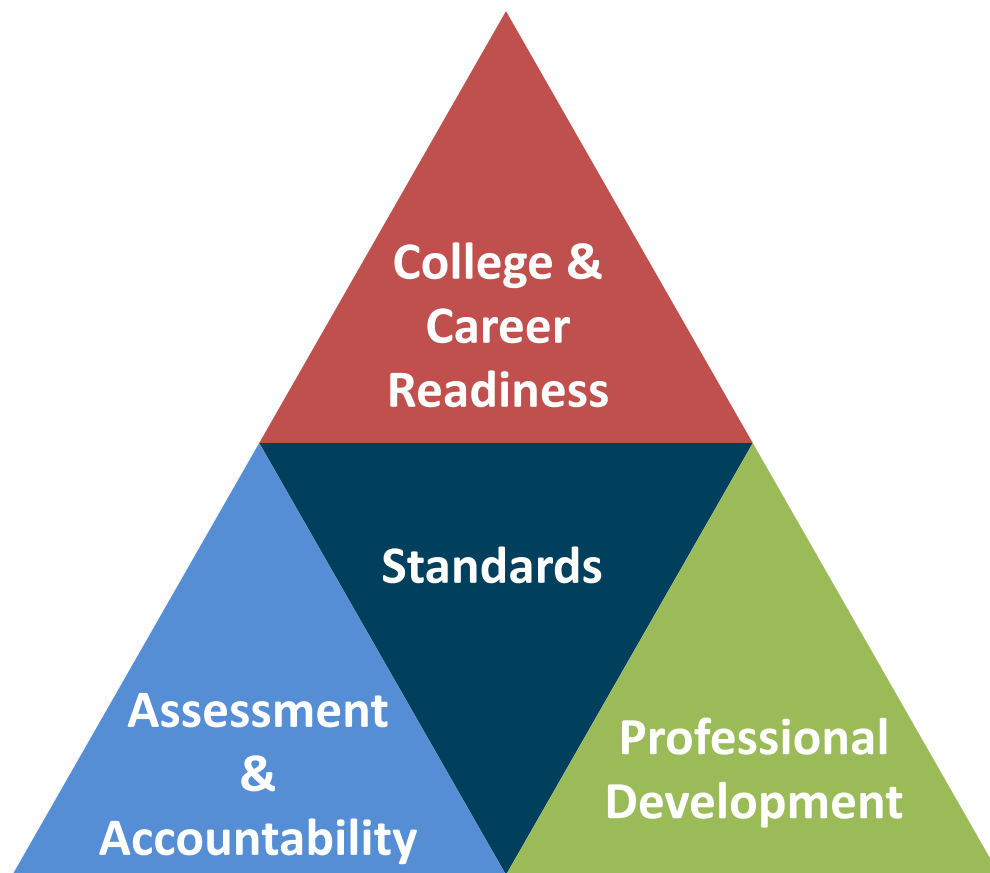 College &
Career
Readiness
Standards
Assessment
&
Accountability
Professional
Development